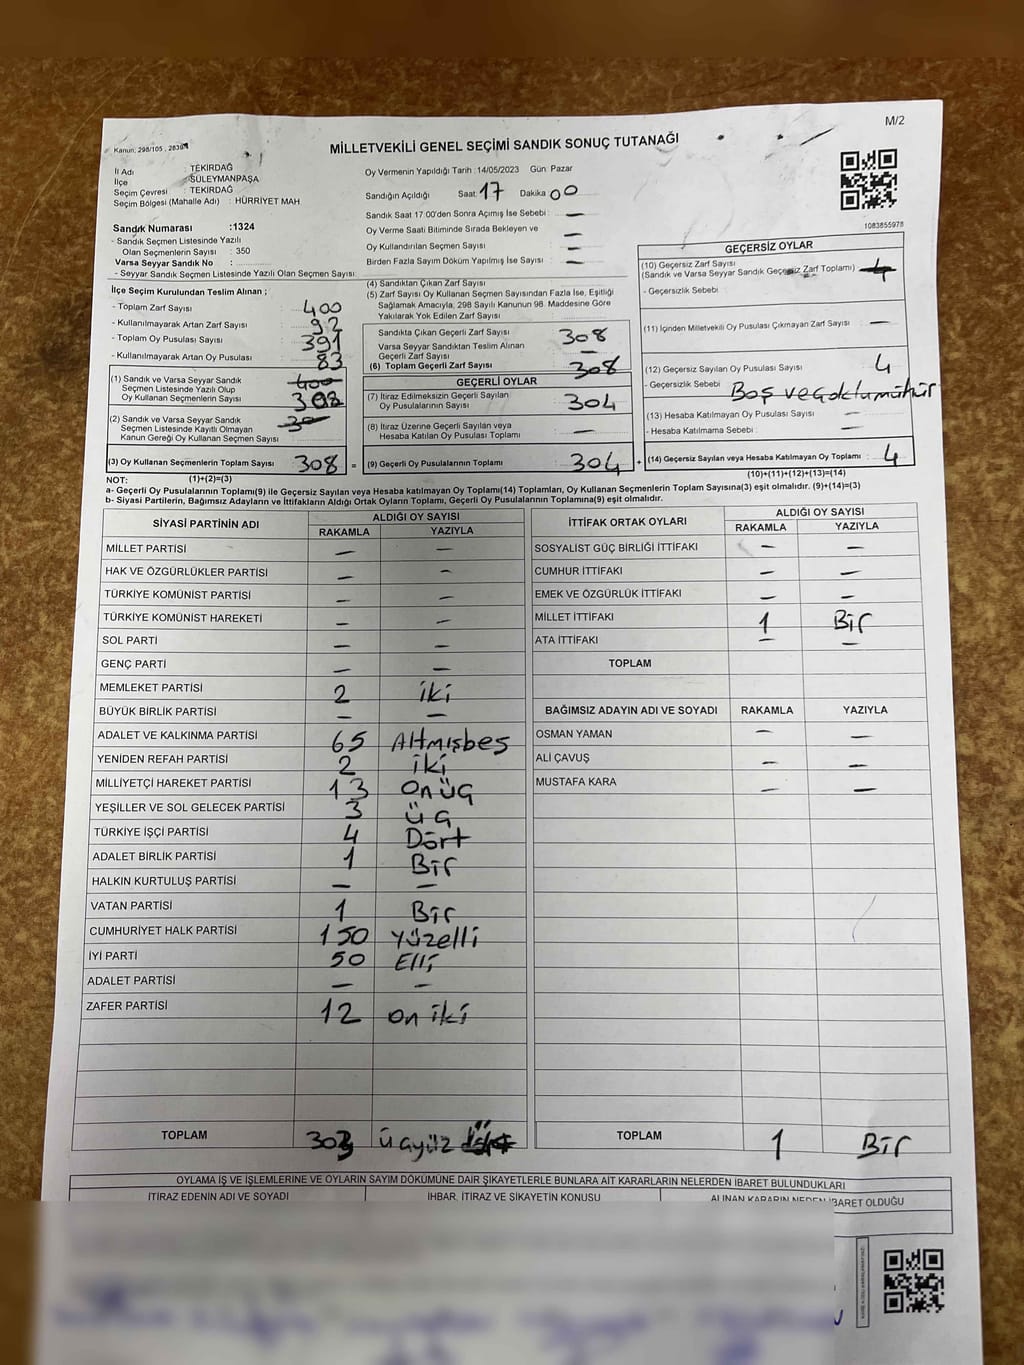 M/2
Kanun: 298/105 , 2839/
MİLLETVEKİLİ GENEL SEÇİMİ SANDIK SONUÇ TUTANAĞI
İl Adı : TEKİRDAĞ
İlçe : SÜLEYMANPAŞA
Seçim Çevresi : TEKİRDAĞ
Seçim Bölgesi (Mahalle Adı) : HÜRRİYET MAH
Sandık Numarası :1324
- Sandık Seçmen Listesinde Yazılı
Olan Seçmenlerin Sayısı : 350
Varsa Seyyar Sandık No :
- Seyyar Sandık Seçmen Listesinde Yazılı Olan Seçmen Sayısı:
Oy Vermenin Yapıldığı Tarih :14/05/2023 Gün Pazar
Sandığın Açıldığı Saat: 17 Dakika 00
Sandık Saat 17:00'den Sonra Açılmış İse Sebebi : —
Oy Verme Saati Bitiminde Sırada Bekleyen ve
Oy Kullandırılan Seçmen Sayısı —
Birden Fazla Sayım Döküm Yapılmış İse Sayısı : —
1083855978
İlçe Seçim Kurulundan Teslim Alınan ;
- Toplam Zarf Sayısı : 400
- Kullanılmayarak Artan Zarf Sayısı : 92
- Toplam Oy Pusulası Sayısı : 391
- Kullanılmayarak Artan Oy Pusulası : 83
(1) Sandık ve Varsa Seyyar Sandık
Seçmen Listesinde Yazılı Olup
Oy Kullanan Seçmenlerin Sayısı 308
(2) Sandık ve Varsa Seyyar Sandık
Seçmen Listesinde Kayıtlı Olmayan
Kanun Gereği Oy Kullanan Seçmen Sayısı
(3) Oy Kullanan Seçmenlerin Toplam Sayısı 308
(1)+(2)=(3)
(4) Sandıktan Çıkan Zarf Sayısı :
(5) Zarf Sayısı Oy Kullanan Seçmen Sayısından Fazla İse, Eşitliği
Sağlamak Amacıyla, 298 Sayılı Kanunun 98. Maddesine Göre
Yakılarak Yok Edilen Zarf Sayısı :
Sandıkta Çıkan Geçerli Zarf Sayısı 308
Varsa Seyyar Sandıktan Teslim Alınan
Geçerli Zarf Sayısı —
(6) Toplam Geçerli Zarf Sayısı 308
GEÇERLİ OYLAR
(7) İtiraz Edilmeksizin Geçerli Sayılan
Oy Pusulalarının Sayısı 304
(8) İtiraz Üzerine Geçerli Sayılan veya
Hesaba Katılan Oy Pusulası Toplamı —
= (9) Geçerli Oy Pusulalarının Toplamı 304 +
GEÇERSİZ OYLAR
(10) Geçersiz Zarf Sayısı
(Sandık ve Varsa Seyyar Sandık Geçersiz Zarf Toplamı) 4
- Geçersizlik Sebebi :
(11) İçinden Milletvekili Oy Pusulası Çıkmayan Zarf Sayısı : —
(12) Geçersiz Sayılan Oy Pusulası Sayısı : 4
- Geçersizlik Sebebi : Boş ve çoklu mühür
(13) Hesaba Katılmayan Oy Pusulası Sayısı : —
- Hesaba Katılmama Sebebi : —
(14) Geçersiz Sayılan veya Hesaba Katılmayan Oy Toplamı : 4
(10)+(11)+(12)+(13)=(14)
NOT:
a- Geçerli Oy Pusulalarının Toplamı(9) ile Geçersiz Sayılan veya Hesaba katılmayan Oy Toplamı(14) Toplamları, Oy Kullanan Seçmenlerin Toplam Sayısına(3) eşit olmalıdır. (9)+(14)=(3)
b- Siyasi Partilerin, Bağımsız Adayların ve İttifakların Aldığı Ortak Oyların Toplamı, Geçerli Oy Pusulalarının Toplamına(9) eşit olmalıdır.
SİYASİ PARTİNİN ADI ALDIĞI OY SAYISI
RAKAMLA YAZIYLA
MİLLET PARTİSİ — —
HAK VE ÖZGÜRLÜKLER PARTİSİ — —
TÜRKİYE KOMÜNİST PARTİSİ — —
TÜRKİYE KOMÜNİST HAREKETİ — —
SOL PARTİ — —
GENÇ PARTİ — —
MEMLEKET PARTİSİ 2 iki
BÜYÜK BİRLİK PARTİSİ — —
ADALET VE KALKINMA PARTİSİ 65 Altmışbeş
YENİDEN REFAH PARTİSİ 2 iki
MİLLİYETÇİ HAREKET PARTİSİ 13 onüç
YEŞİLLER VE SOL GELECEK PARTİSİ 3 üç
TÜRKİYE İŞÇİ PARTİSİ 4 Dört
ADALET BİRLİK PARTİSİ 1 Bir
HALKIN KURTULUŞ PARTİSİ — —
VATAN PARTİSİ 1 Bir
CUMHURİYET HALK PARTİSİ 150 yüzelli
İYİ PARTİ 50 Elli
ADALET PARTİSİ — —
ZAFER PARTİSİ 12 on iki
TOPLAM 303 üçyüz
İTTİFAK ORTAK OYLARI ALDIĞI OY SAYISI
RAKAMLA YAZIYLA
SOSYALİST GÜÇ BİRLİĞİ İTTİFAKI — —
CUMHUR İTTİFAKI — —
EMEK VE ÖZGÜRLÜK İTTİFAKI — —
MİLLET İTTİFAKI 1 Bir
ATA İTTİFAKI — —
TOPLAM
BAĞIMSIZ ADAYIN ADI VE SOYADI RAKAMLA YAZIYLA
OSMAN YAMAN — —
ALİ ÇAVUŞ — —
MUSTAFA KARA — —
TOPLAM 1 Bir
OYLAMA İŞ VE İŞLEMLERİNE VE OYLARIN SAYIM DÖKÜMÜNE DAİR ŞİKAYETLERLE BUNLARA AİT KARARLARIN NELERDEN İBARET BULUNDUKLARI
İTİRAZ EDENİN ADI VE SOYADI İHBAR, İTİRAZ VE ŞİKAYETİN KONUSU ALINAN KARARIN NEDEN İBARET OLDUĞU